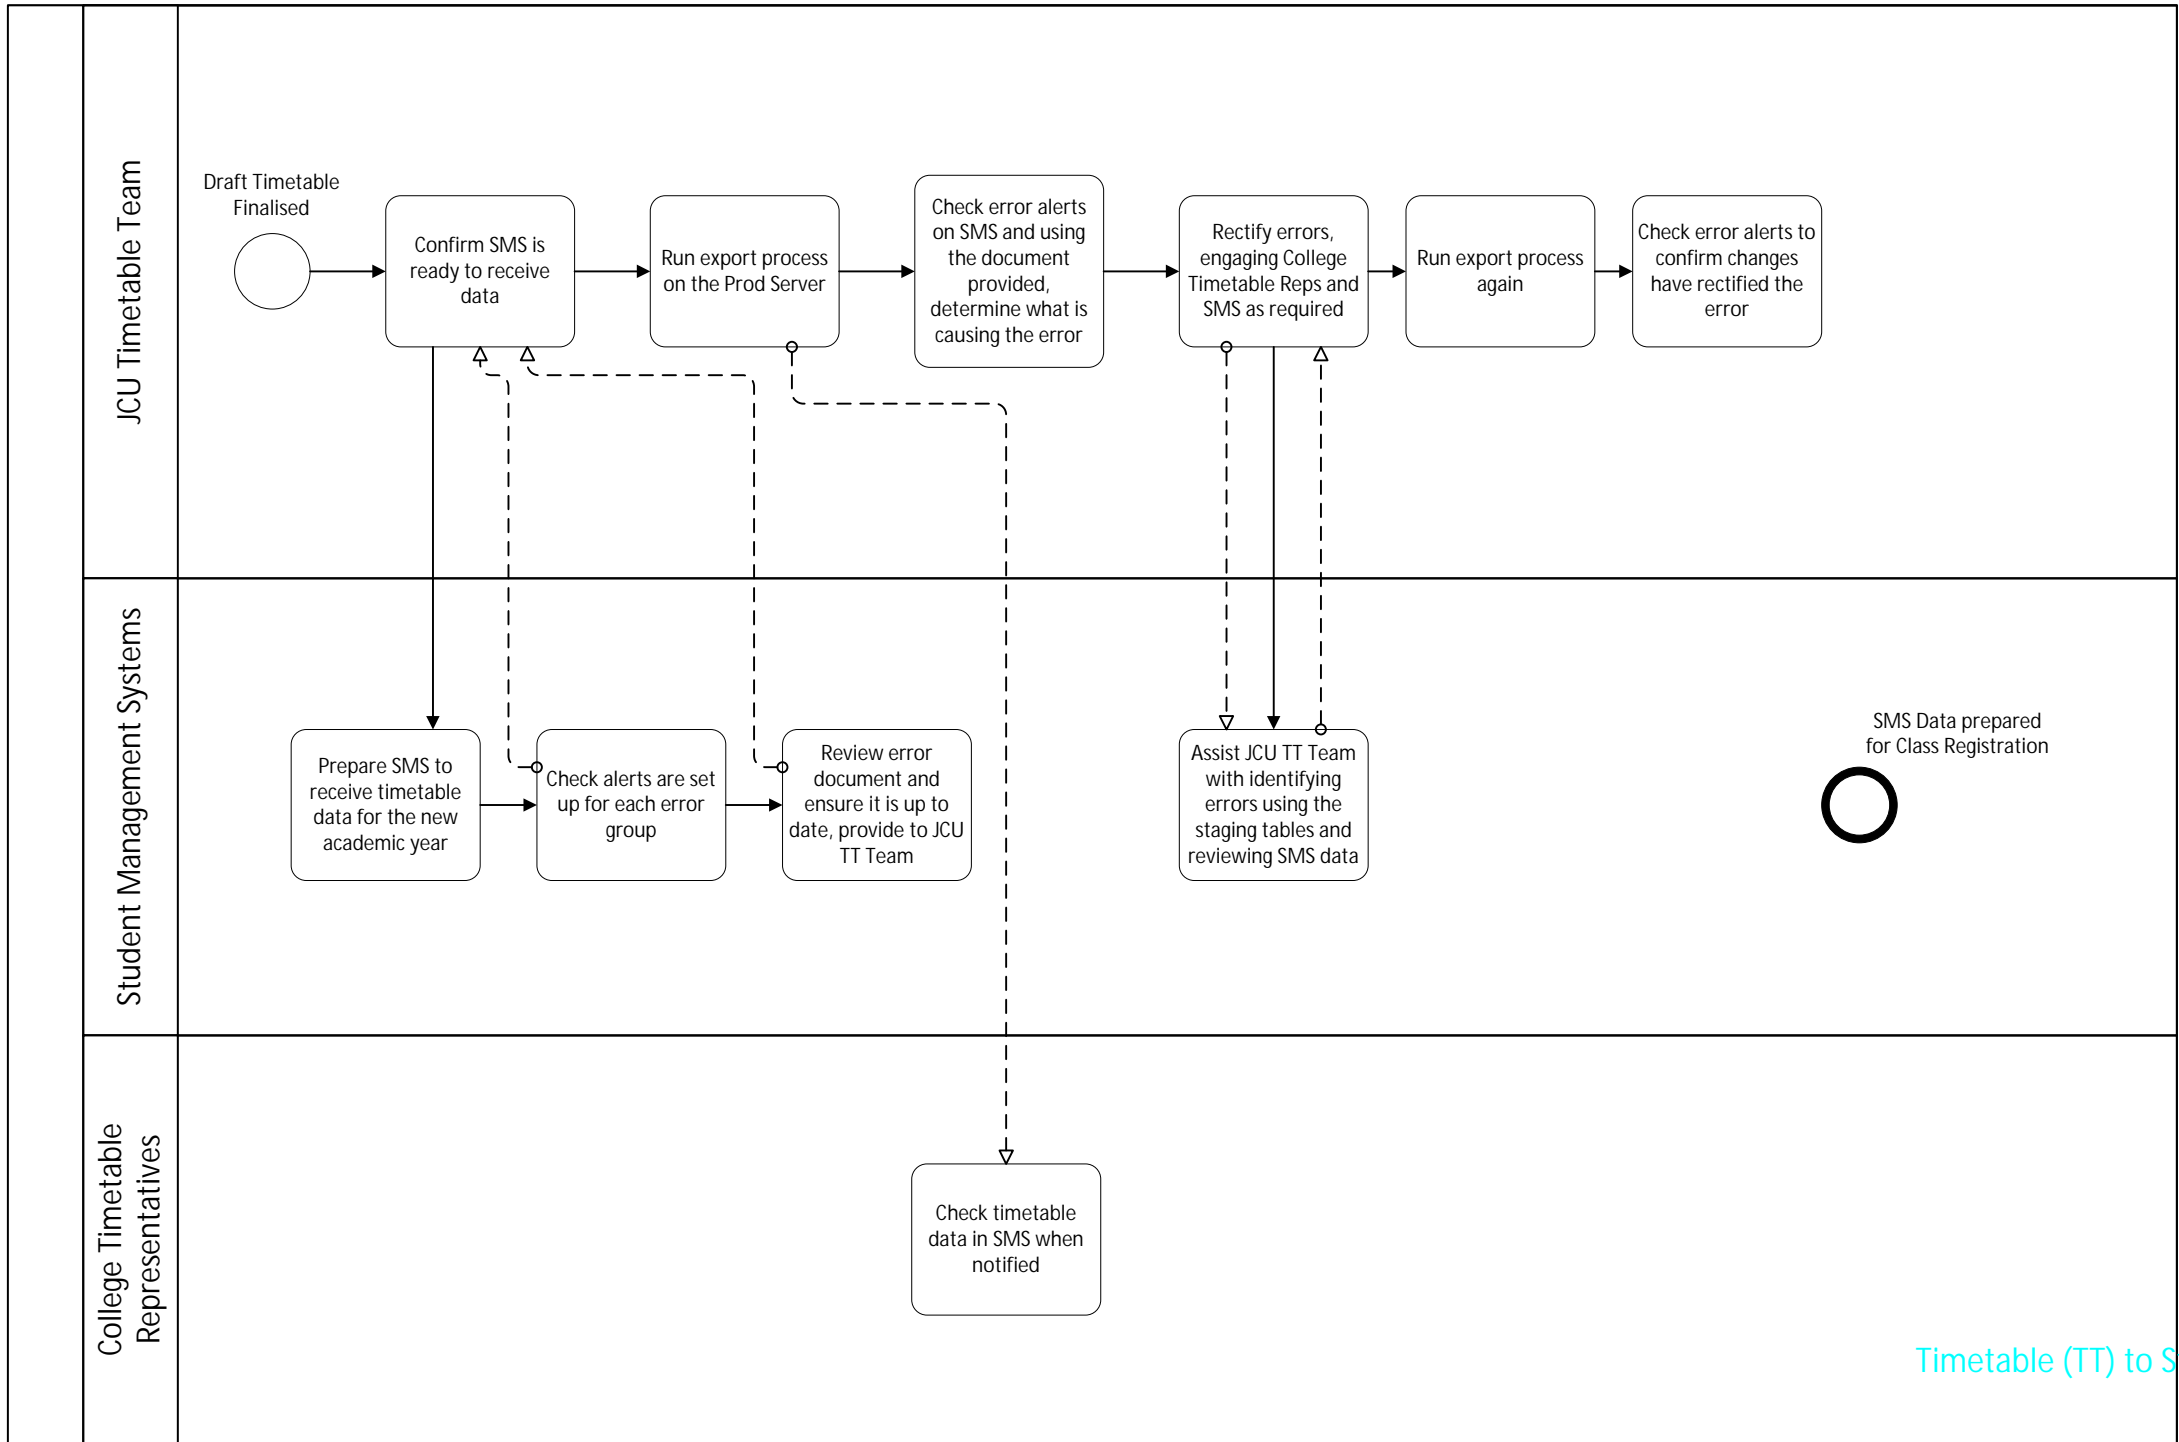 JCU Timetable Team
Draft Timetable
Finalised
Confirm SMS is
ready to receive
data
Run export process
on the Prod Server
Check error alerts
on SMS and using
the document
provided,
determine what is
causing the error
Rectify errors,
engaging College
Timetable Reps and
SMS as required
Run export process
again
Check error alerts to
confirm changes
have rectified the
error
Student Management Systems
Prepare SMS to
receive timetable
data for the new
academic year
Check alerts are set
up for each error
group
Review error
document and
ensure it is up to
date, provide to JCU
TT Team
Assist JCU TT Team
with identifying
errors using the
staging tables and
reviewing SMS data
SMS Data prepared
for Class Registration
College Timetable
Representatives
Check timetable
data in SMS when
notified
Timetable (TT) to S